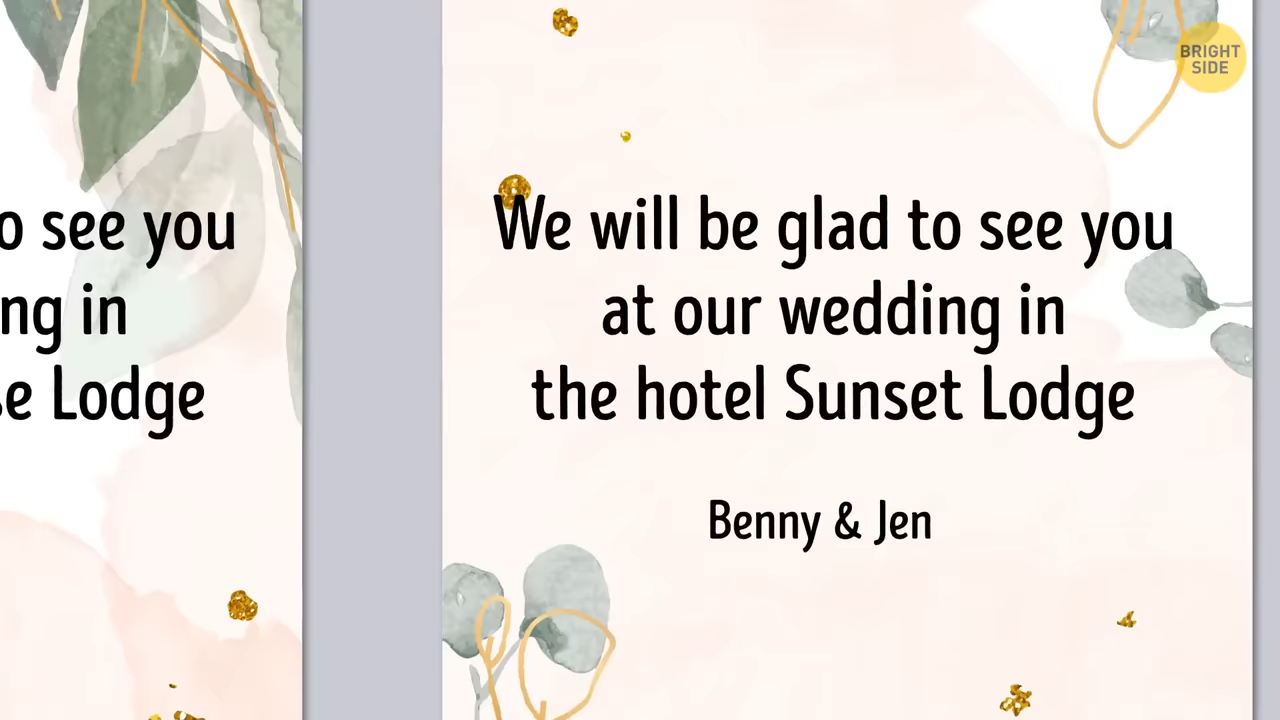 o see you
ng in
e Lodge
We will be glad to see you
at our wedding in
the hotel Sunset Lodge
Benny & Jen
BRIGHT
SIDE